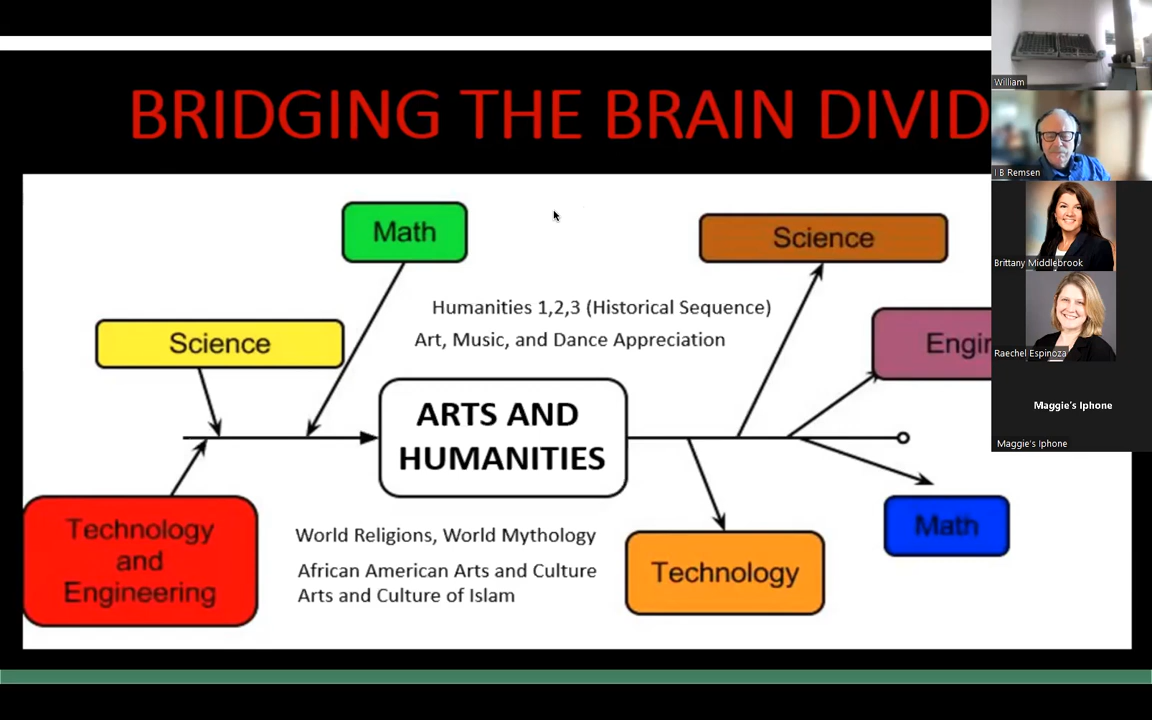 BRIDGING THE BRAIN DIVID
Math
Science
Humanities 1,2,3 (Historical Sequence)
Art, Music, and Dance Appreciation
Science
Engin
ARTS AND
HUMANITIES
Technology
and
Engineering
World Religions, World Mythology
African American Arts and Culture
Arts and Culture of Islam
Technology
Math
William
I B Remsen
Brittany Middlebrook
Raechel Espinoza
Maggie's Iphone
Maggie's Iphone